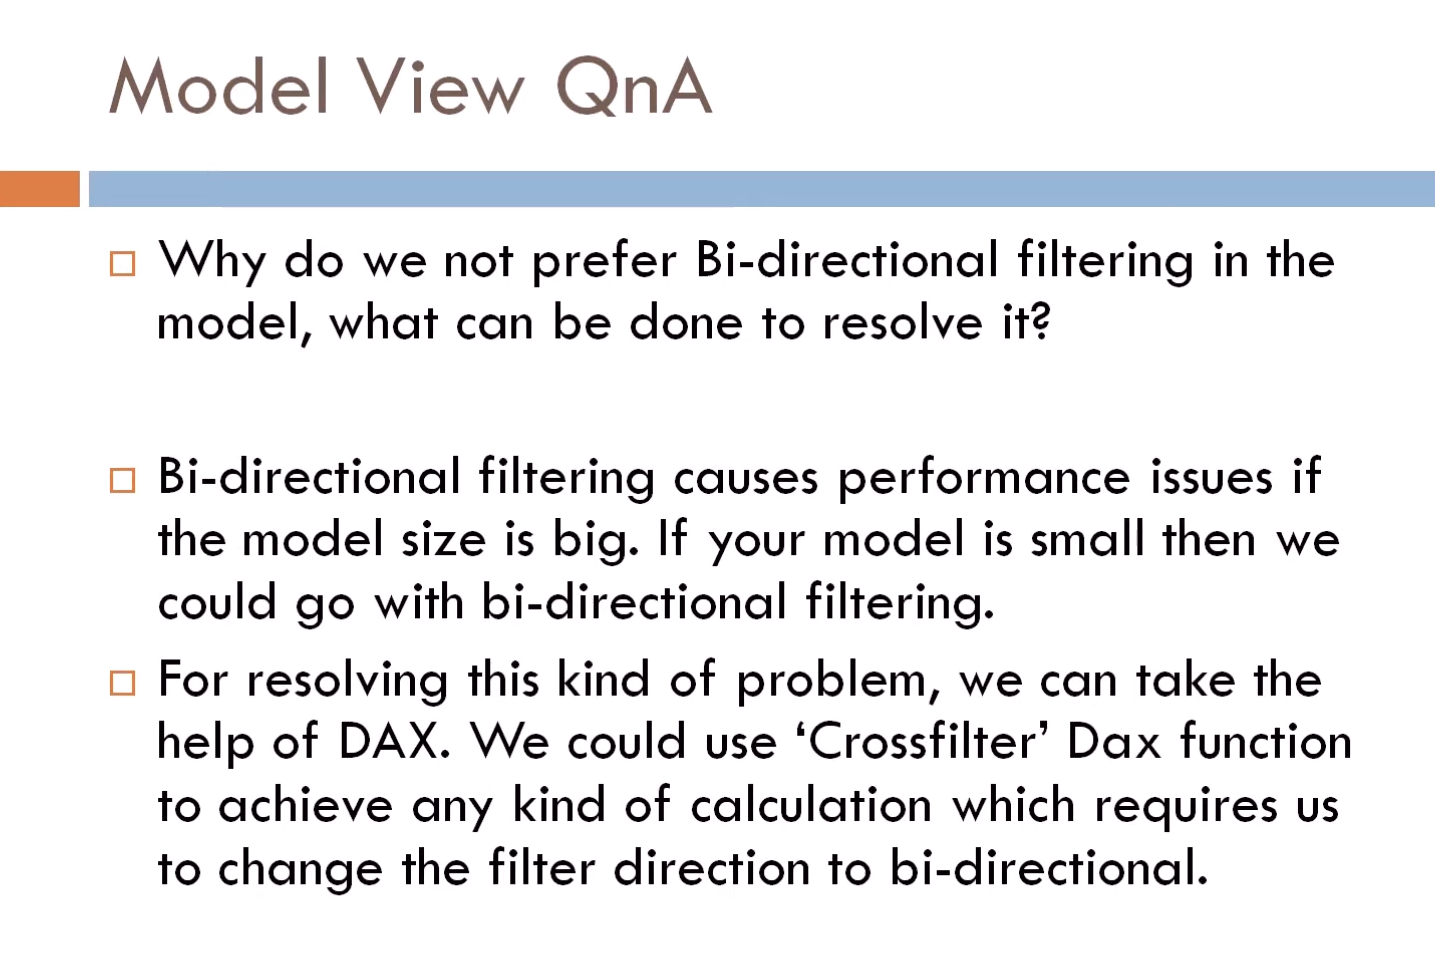 Model View QnA
Why do we not prefer Bi-directional filtering in the
model, what can be done to resolve it?
Bi-directional filtering causes performance issues if
the model size is big. If your model is small then we
could go with bi-directional filtering.
For resolving this kind of problem, we can take the
help of DAX. We could use ‘Crossfilter’ Dax function
to achieve any kind of calculation which requires us
to change the filter direction to bi-directional.